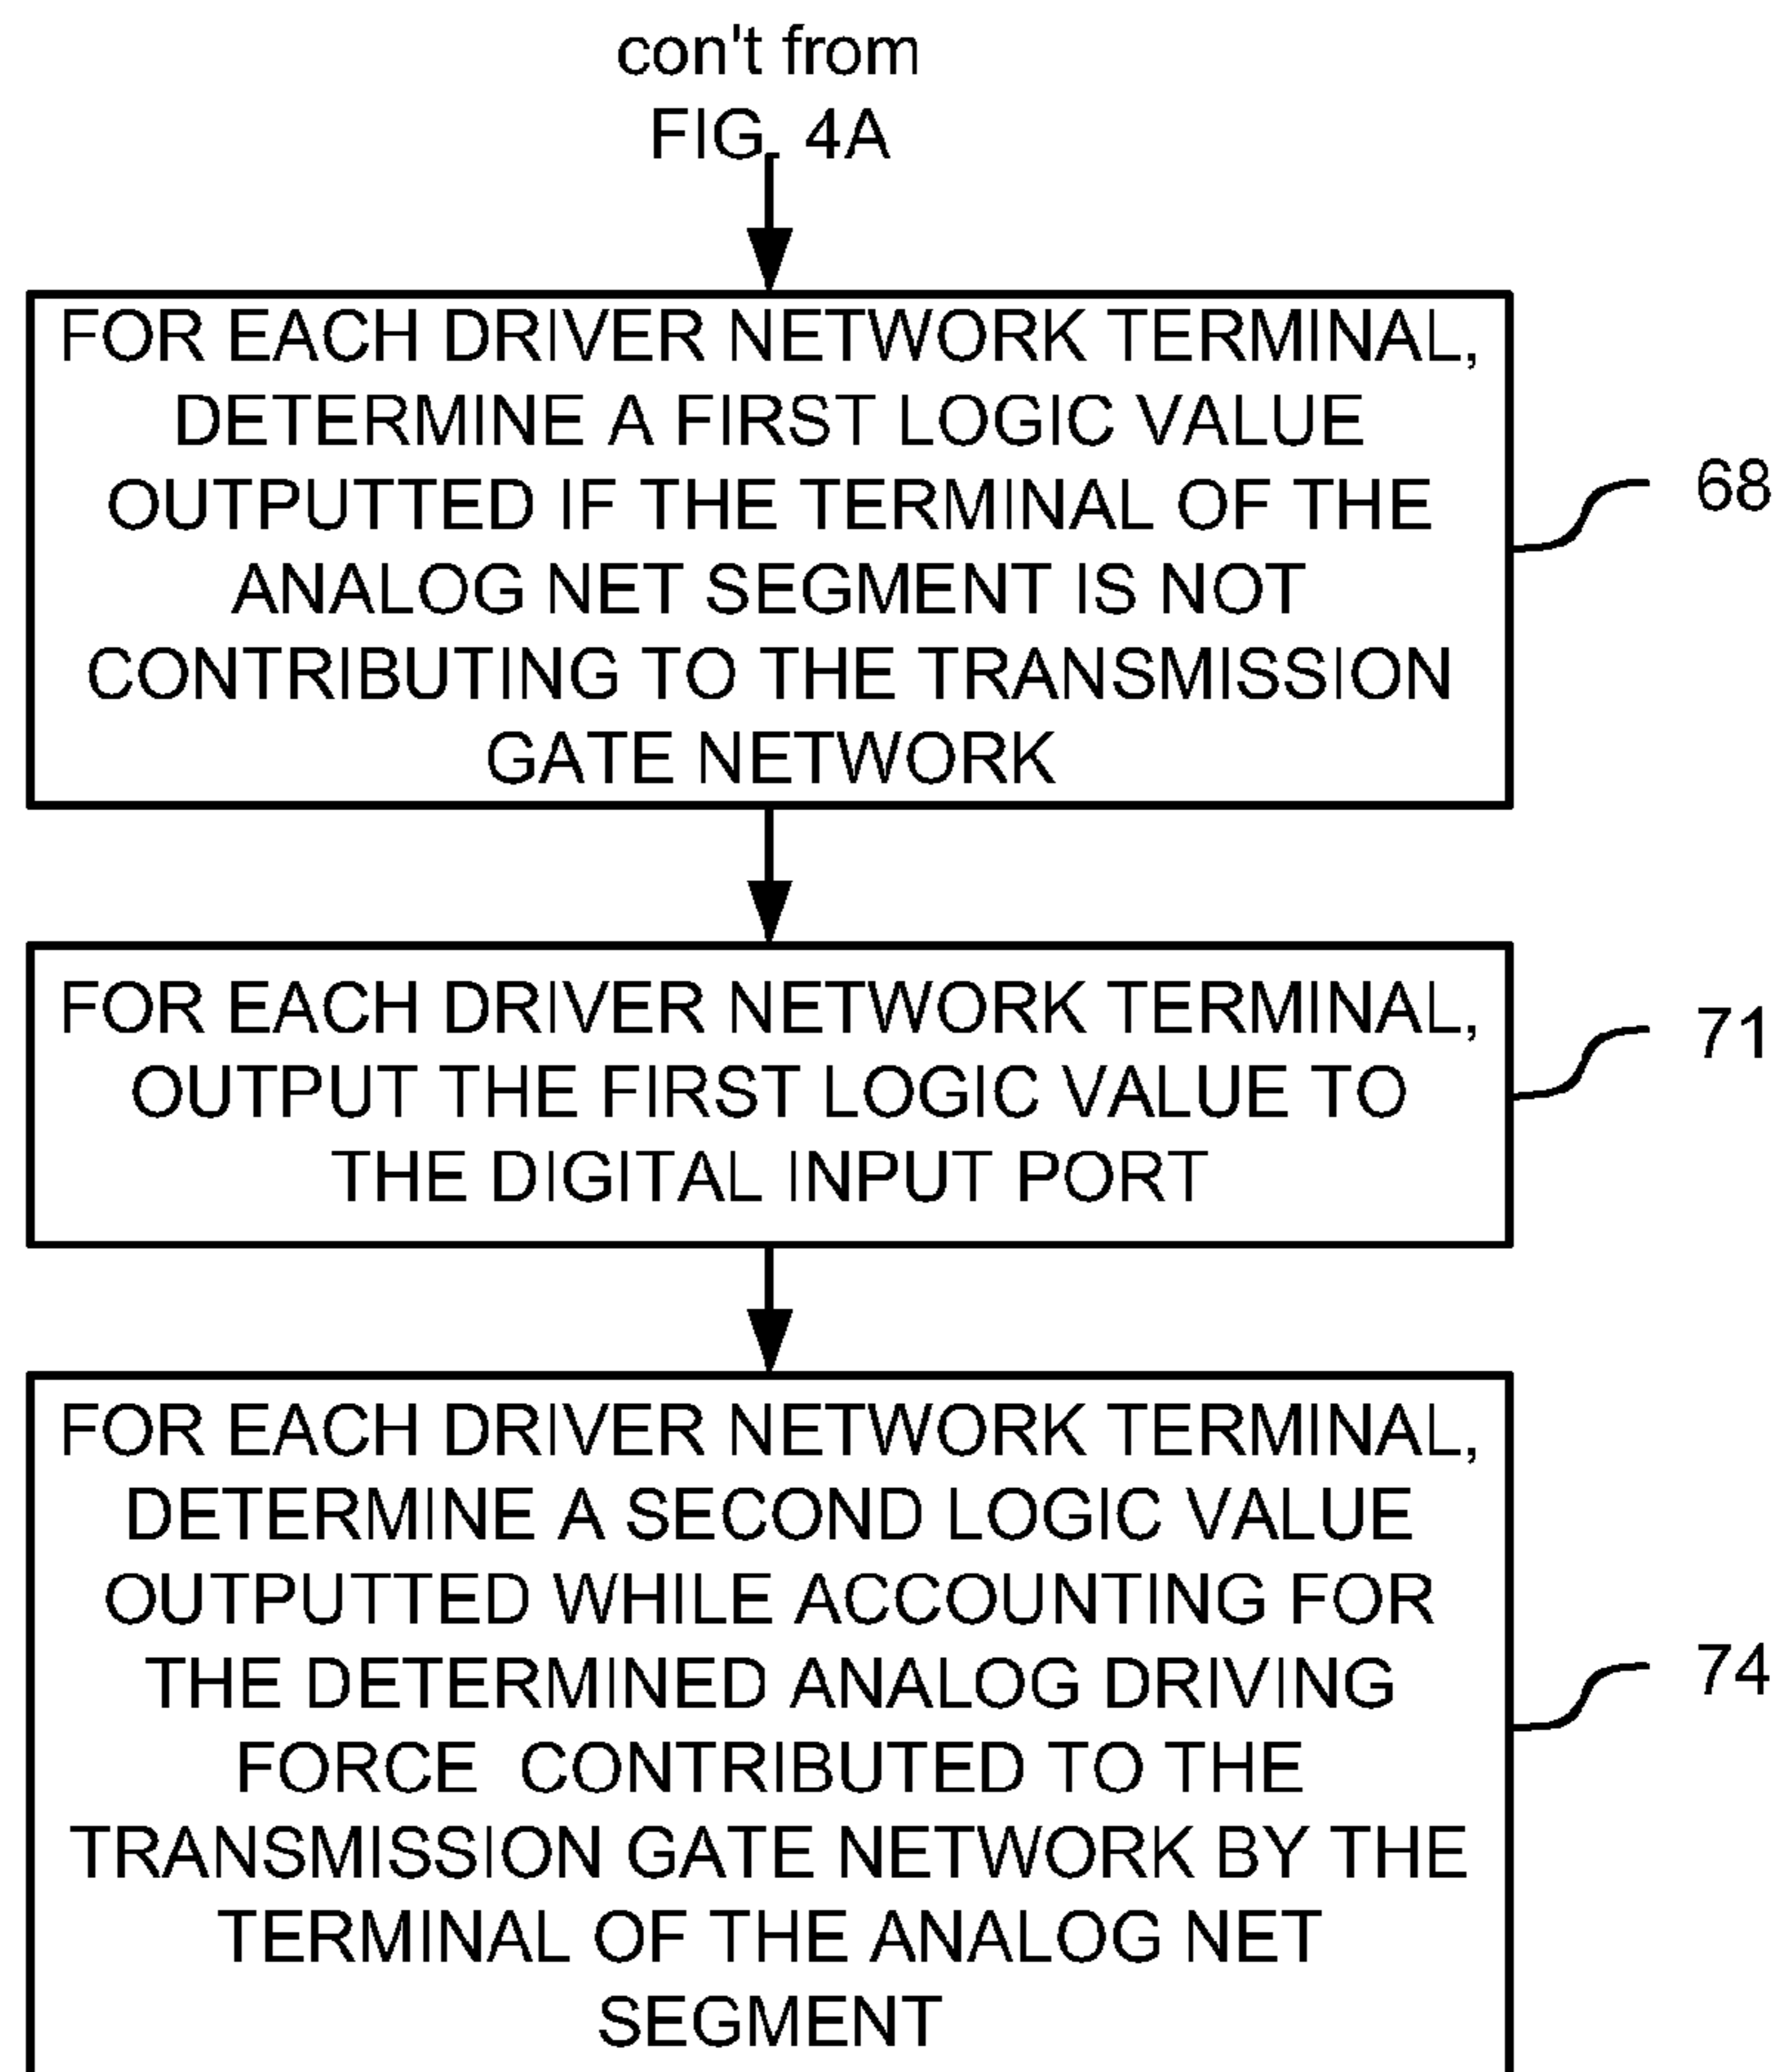 con't from
FIG. 4A
FOR EACH DRIVER NETWORK TERMINAL,
DETERMINE A FIRST LOGIC VALUE
OUTPUTTED IF THE TERMINAL OF THE
ANALOG NET SEGMENT IS NOT
CONTRIBUTING TO THE TRANSMISSION
GATE NETWORK
68
FOR EACH DRIVER NETWORK TERMINAL,
OUTPUT THE FIRST LOGIC VALUE TO
THE DIGITAL INPUT PORT
71
FOR EACH DRIVER NETWORK TERMINAL,
DETERMINE A SECOND LOGIC VALUE
OUTPUTTED WHILE ACCOUNTING FOR
THE DETERMINED ANALOG DRIVING
FORCE CONTRIBUTED TO THE
TRANSMISSION GATE NETWORK BY THE
TERMINAL OF THE ANALOG NET
SEGMENT
74